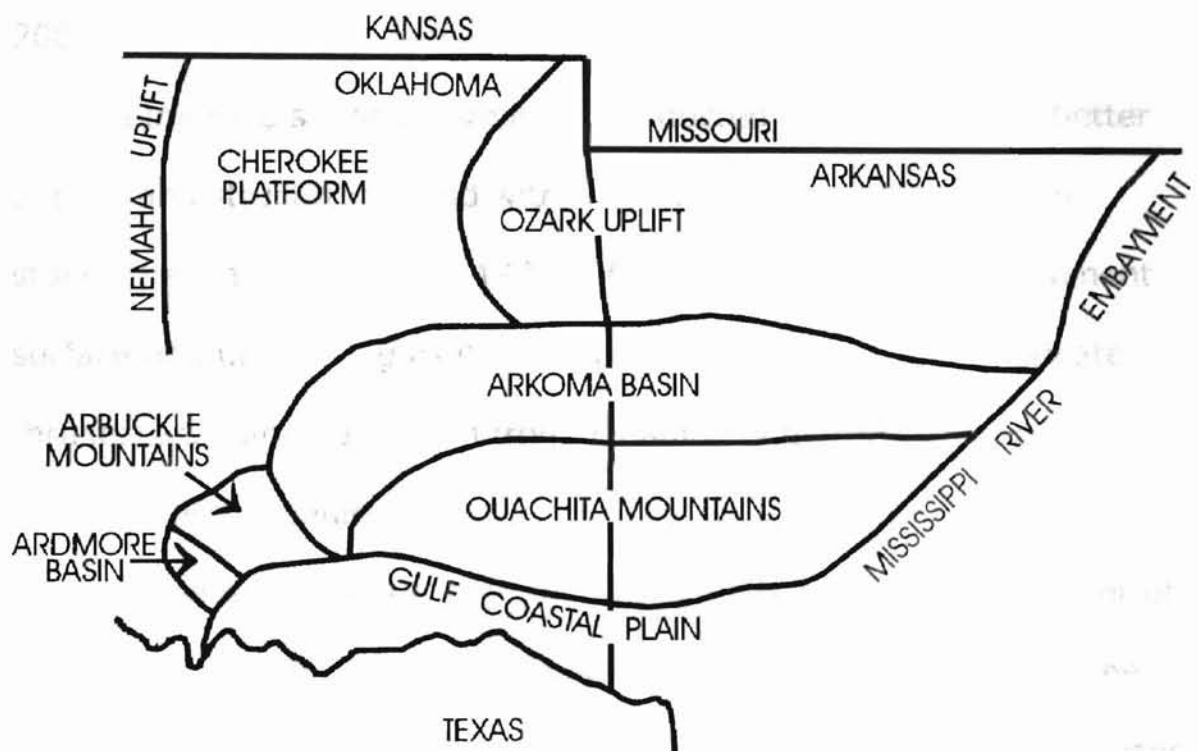 KANSAS
OKLAHOMA
NEMAHA UPLIFT
CHEROKEE
PLATFORM
MISSOURI
ARKANSAS
OZARK UPLIFT
MISSISSIPPI RIVER EMBAYMENT
ARKOMA BASIN
ARBUCKLE
MOUNTAINS
OUACHITA MOUNTAINS
ARDMORE
BASIN
GULF COASTAL PLAIN
TEXAS